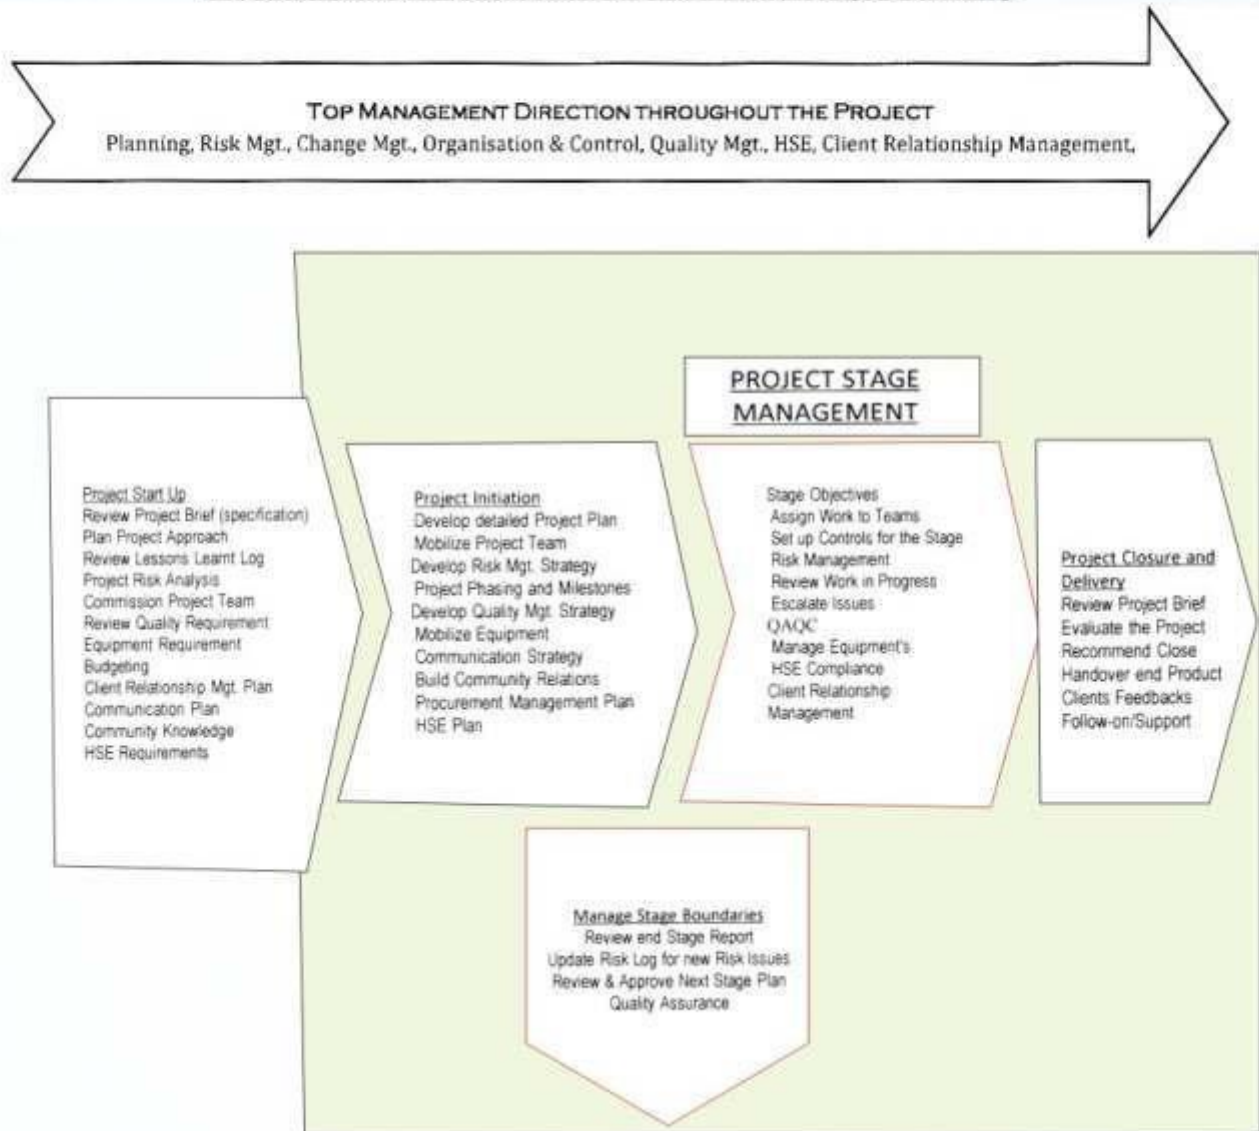 TOP MANAGEMENT DIRECTION THROUGHOUT THE PROJECT
Planning, Risk Mgt., Change Mgt., Organisation & Control, Quality Mgt., HSE, Client Relationship Management,
PROJECT STAGE
MANAGEMENT
Project Start Up
Review Project Brief (specification)
Plan Project Approach
Review Lessons Learnt Log
Project Risk Analysis
Commission Project Team
Review Quality Requirement
Equipment Requirement
Budgeting
Client Relationship Mgt. Plan
Communication Plan
Community Knowledge
HSE Requirements
Project Initiation
Develop detailed Project Plan
Mobilize Project Team
Develop Risk Mgt. Strategy
Project Phasing and Milestones
Develop Quality Mgt. Strategy
Mobilize Equipment
Communication Strategy
Build Community Relations
Procurement Management Plan
HSE Plan
Stage Objectives
Assign Work to Teams
Set up Controls for the Stage
Risk Management
Review Work in Progress
Escalate Issues
QAQC
Manage Equipment's
HSE Compliance
Client Relationship
Management
Project Closure and
Delivery
Review Project Brief
Evaluate the Project
Recommend Close
Handover end Product
Clients Feedbacks
Follow-on/Support
Manage Stage Boundaries
Review end Stage Report
Update Risk Log for new Risk Issues
Review & Approve Next Stage Plan
Quality Assurance